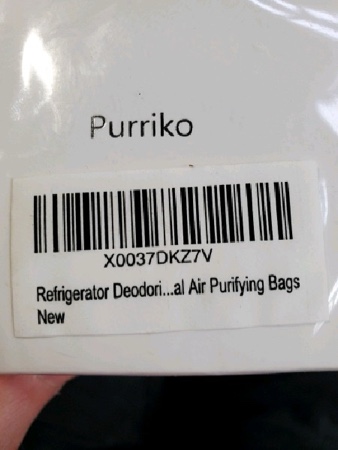 Purriko
X0037DKZ7V
Refrigerator Deodori...al Air Purifying Bags
New